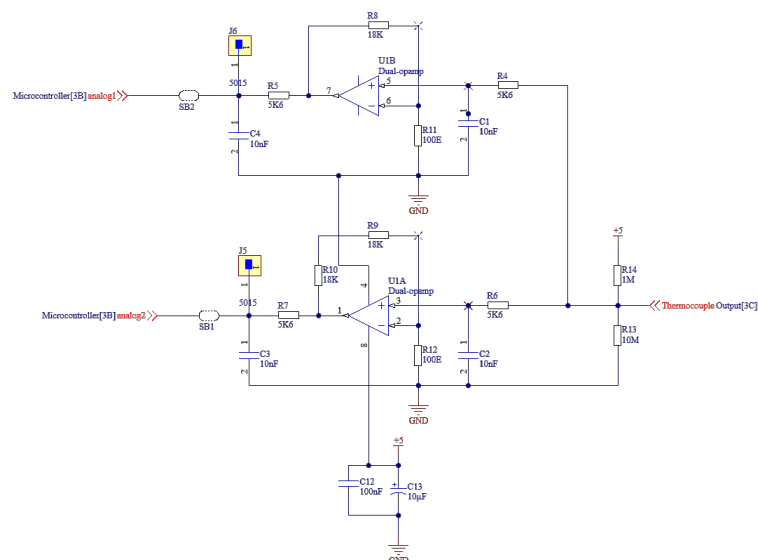 R8
18K
J6
1
1
U1B
Dual-opamp
5015
R5
5K6
7
5
6
R4
5K6
Microcontroller[3B]analog1
SB2
1
C4
10nF
2
R11
100E
1
C1
10nF
2
GND
+5
R9
18K
J5
1
1
R10
18K
4
U1A
Dual-opamp
R14
1M
5015
R7
5K6
1
3
2
R6
5K6
Thermocouple Output[3C]
Microcontroller[3B]analog2
SB1
8
R13
10M
1
C3
10nF
2
R12
100E
1
C2
10nF
2
GND
+5
C12
100nF
+
C13
10µF
GND